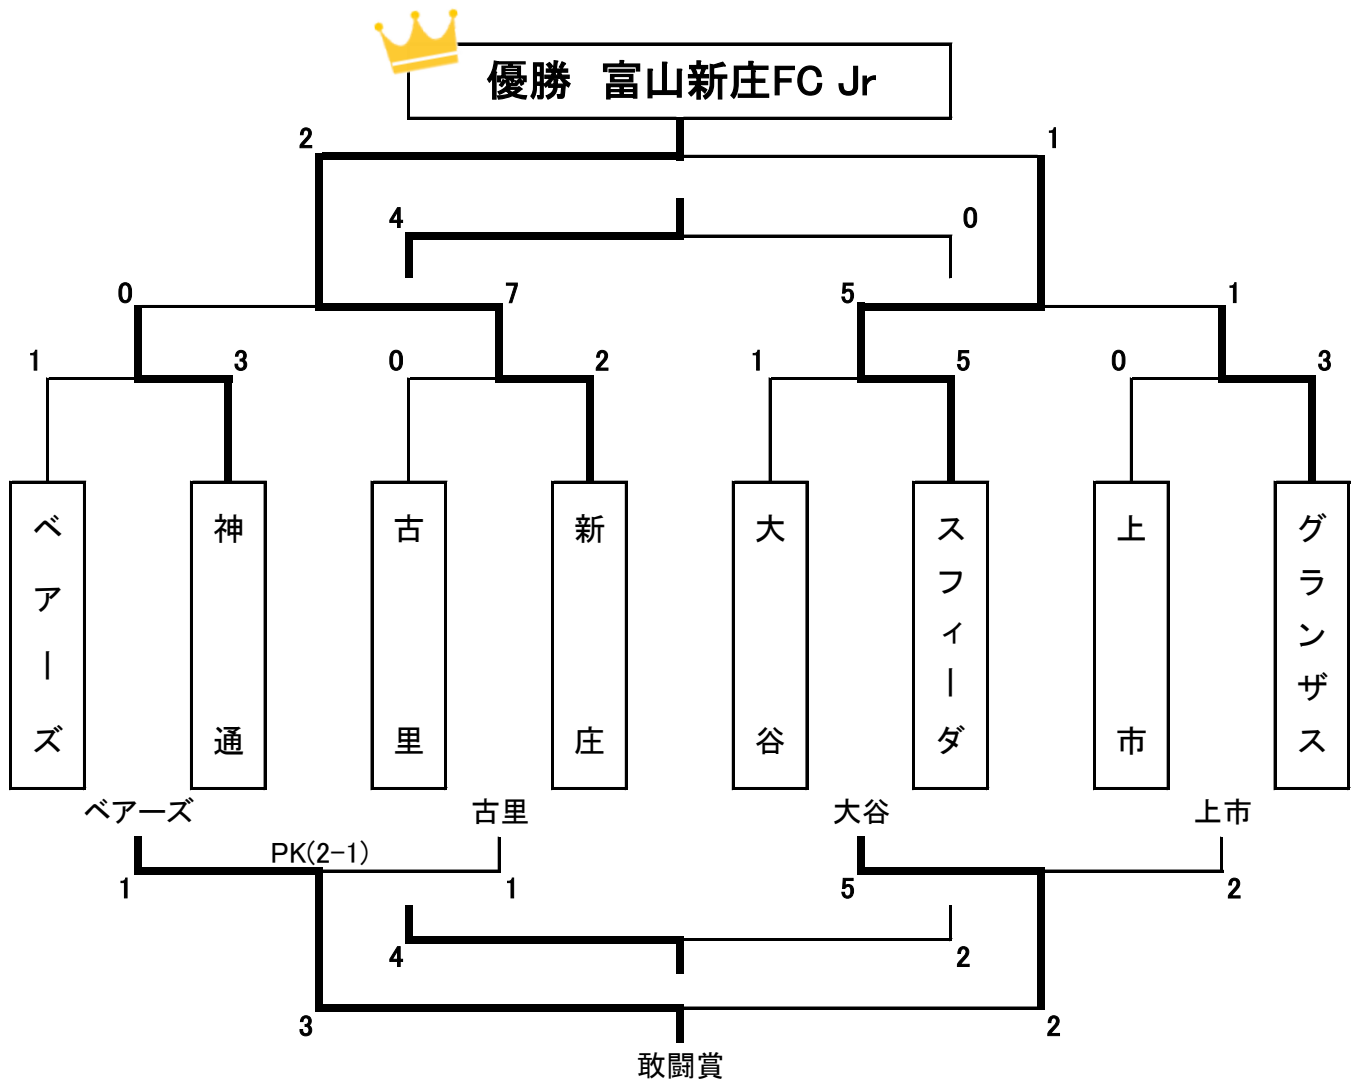 優勝　富山新庄FC Jr
2 1
4 0
0 7 5 1
1 3 0 2 1 5 0 3
ベアーズ
神通
古里
新庄
大谷
スフィーダ
上市
グランザス
ベアーズ 古里 大谷 上市
PK(2-1)
1 1 5 2
4 2
3 2
敢闘賞